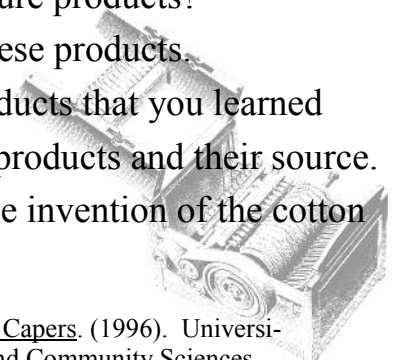 ure products?
ese products.
ducts that you learned
products and their source.
e invention of the cotton
Capers. (1996). Universi-
nd Community Sciences